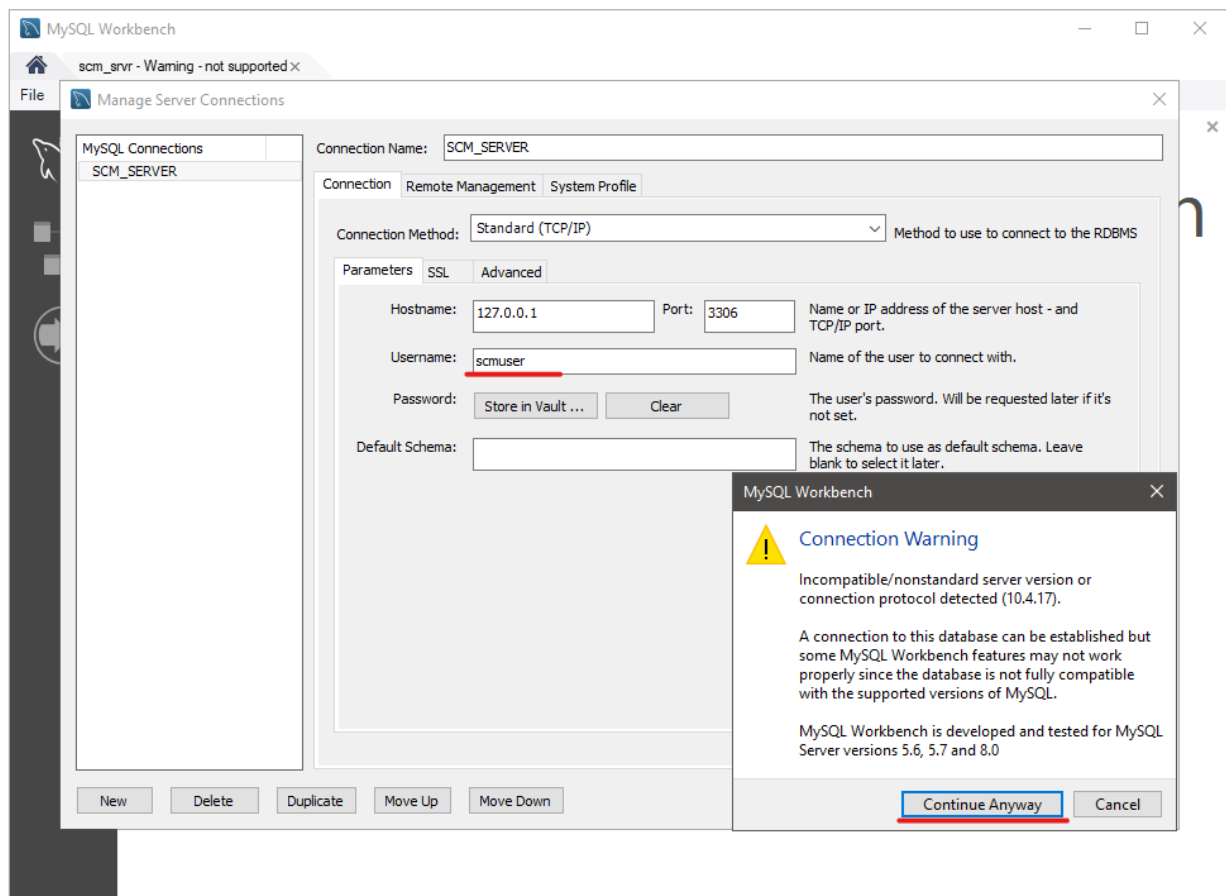 MySQL Workbench
scm_srvr - Warning - not supported
File
Manage Server Connections
MySQL Connections
SCM_SERVER
Connection Name: SCM_SERVER
Connection Remote Management System Profile
Connection Method: Standard (TCP/IP) Method to use to connect to the RDBMS
Parameters SSL Advanced
Hostname: 127.0.0.1 Port: 3306 Name or IP address of the server host - and
TCP/IP port.
Username: scmuser Name of the user to connect with.
Password: Store in Vault ... Clear The user's password. Will be requested later if it's
not set.
Default Schema: The schema to use as default schema. Leave
blank to select it later.
MySQL Workbench
Connection Warning
Incompatible/nonstandard server version or
connection protocol detected (10.4.17).
A connection to this database can be established but
some MySQL Workbench features may not work
properly since the database is not fully compatible
with the supported versions of MySQL.
MySQL Workbench is developed and tested for MySQL
Server versions 5.6, 5.7 and 8.0
Continue Anyway Cancel
New Delete Duplicate Move Up Move Down